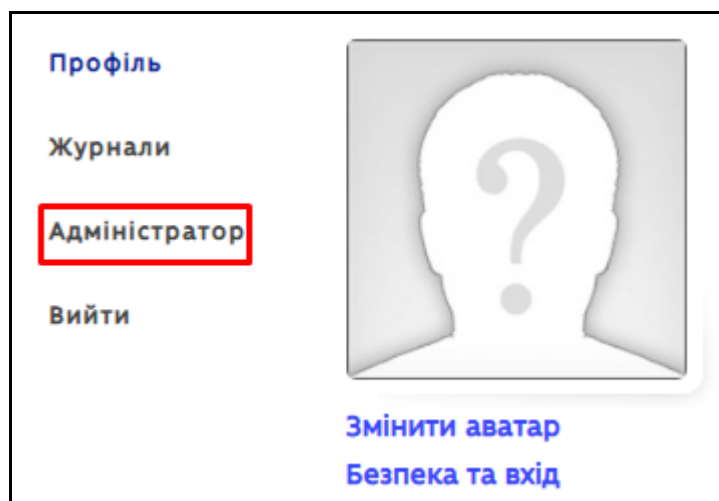 Профіль
Журнали
Адміністратор
Вийти
?
Змінити аватар
Безпека та вхід